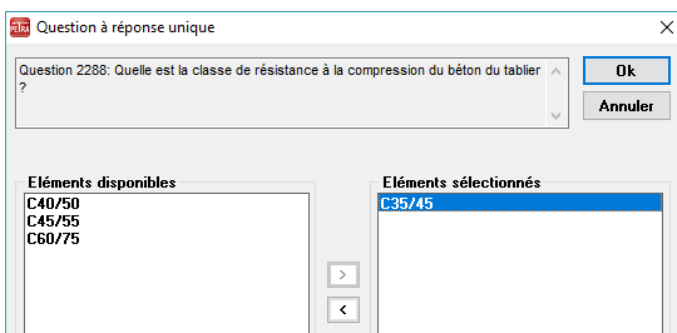 PETRA Question à réponse unique
Question 2288: Quelle est la classe de résistance à la compression du béton du tablier
?
Ok
Annuler
Eléments disponibles
C40/50
C45/55
C60/75
Eléments sélectionnés
C35/45
>
<